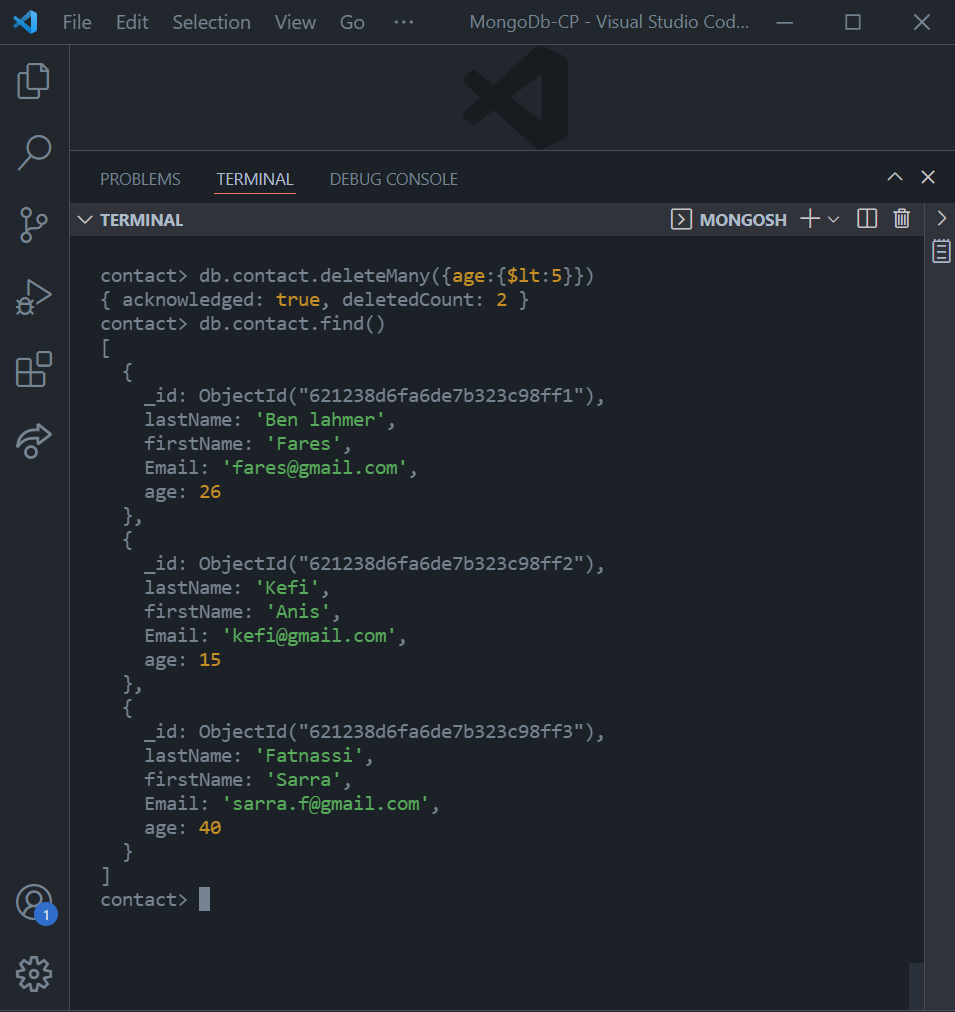 File Edit Selection View Go ··· MongoDb-CP - Visual Studio Cod...
PROBLEMS TERMINAL DEBUG CONSOLE
TERMINAL MONGOSH
contact> db.contact.deleteMany({age:{$lt:5}})
{ acknowledged: true, deletedCount: 2 }
contact> db.contact.find()
[
  {
    _id: ObjectId("621238d6fa6de7b323c98ff1"),
    lastName: 'Ben lahmer',
    firstName: 'Fares',
    Email: 'fares@gmail.com',
    age: 26
  },
  {
    _id: ObjectId("621238d6fa6de7b323c98ff2"),
    lastName: 'Kefi',
    firstName: 'Anis',
    Email: 'kefi@gmail.com',
    age: 15
  },
  {
    _id: ObjectId("621238d6fa6de7b323c98ff3"),
    lastName: 'Fatnassi',
    firstName: 'Sarra',
    Email: 'sarra.f@gmail.com',
    age: 40
  }
]
contact>
1